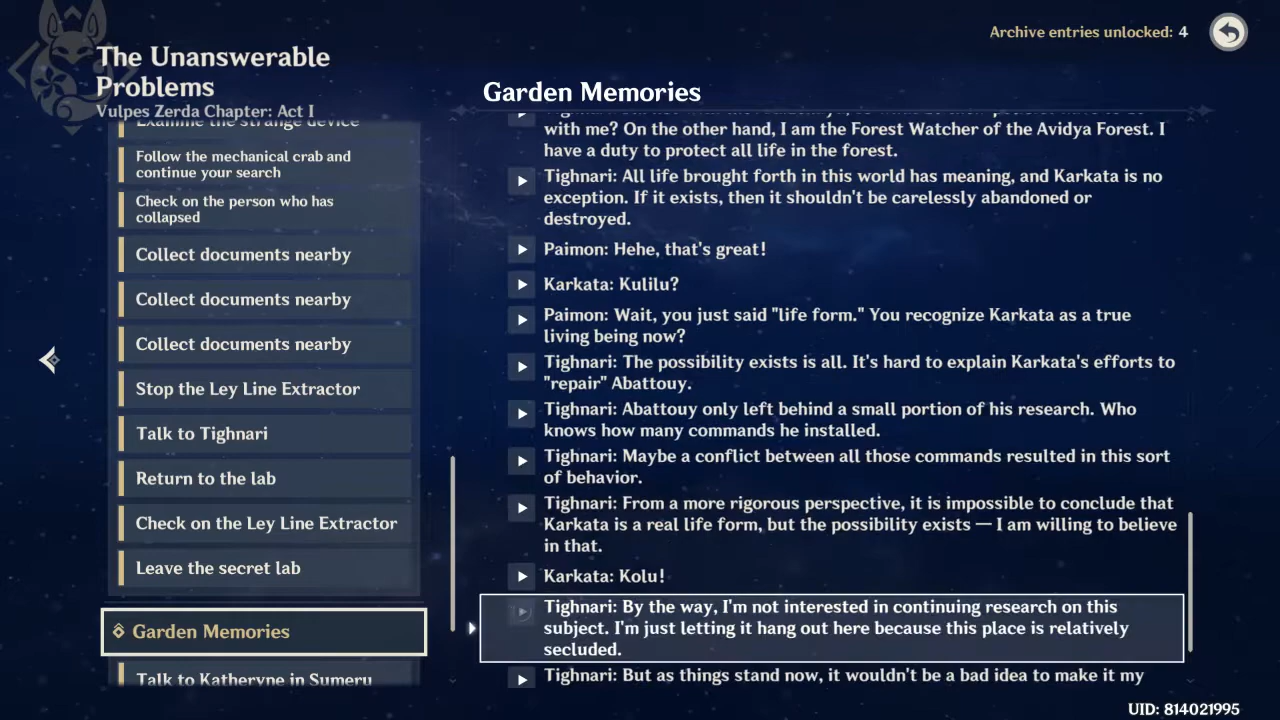 Archive entries unlocked: 4
The Unanswerable
Problems
Vulpes Zerda Chapter: Act I
Examine the strange device
Follow the mechanical crab and
continue your search
Check on the person who has
collapsed
Collect documents nearby
Collect documents nearby
Collect documents nearby
Stop the Ley Line Extractor
Talk to Tighnari
Return to the lab
Check on the Ley Line Extractor
Leave the secret lab
Garden Memories
Talk to Katheryne in Sumeru
Garden Memories
with me? On the other hand, I am the Forest Watcher of the Avidya Forest. I
have a duty to protect all life in the forest.
Tighnari: All life brought forth in this world has meaning, and Karkata is no
exception. If it exists, then it shouldn't be carelessly abandoned or
destroyed.
Paimon: Hehe, that's great!
Karkata: Kulilu?
Paimon: Wait, you just said "life form." You recognize Karkata as a true
living being now?
Tighnari: The possibility exists is all. It's hard to explain Karkata's efforts to
"repair" Abattouy.
Tighnari: Abattouy only left behind a small portion of his research. Who
knows how many commands he installed.
Tighnari: Maybe a conflict between all those commands resulted in this sort
of behavior.
Tighnari: From a more rigorous perspective, it is impossible to conclude that
Karkata is a real life form, but the possibility exists — I am willing to believe
in that.
Karkata: Kolu!
Tighnari: By the way, I'm not interested in continuing research on this
subject. I'm just letting it hang out here because this place is relatively
secluded.
Tighnari: But as things stand now, it wouldn't be a bad idea to make it my
UID: 814021995